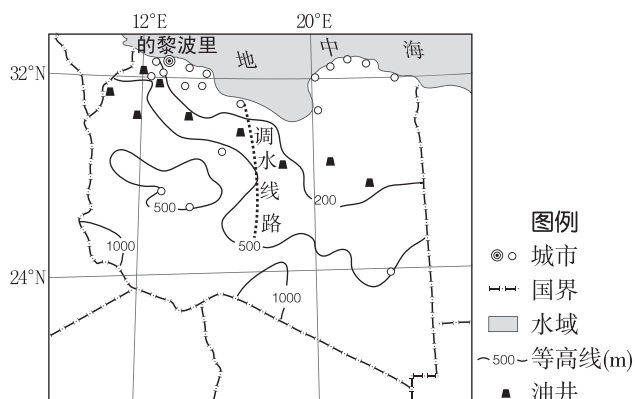 12°E 20°E
的黎波里
地中海
32°N
调水线路
200
500
500
1000
24°N
1000
图例
城市
国界
水域
500 等高线(m)
油井